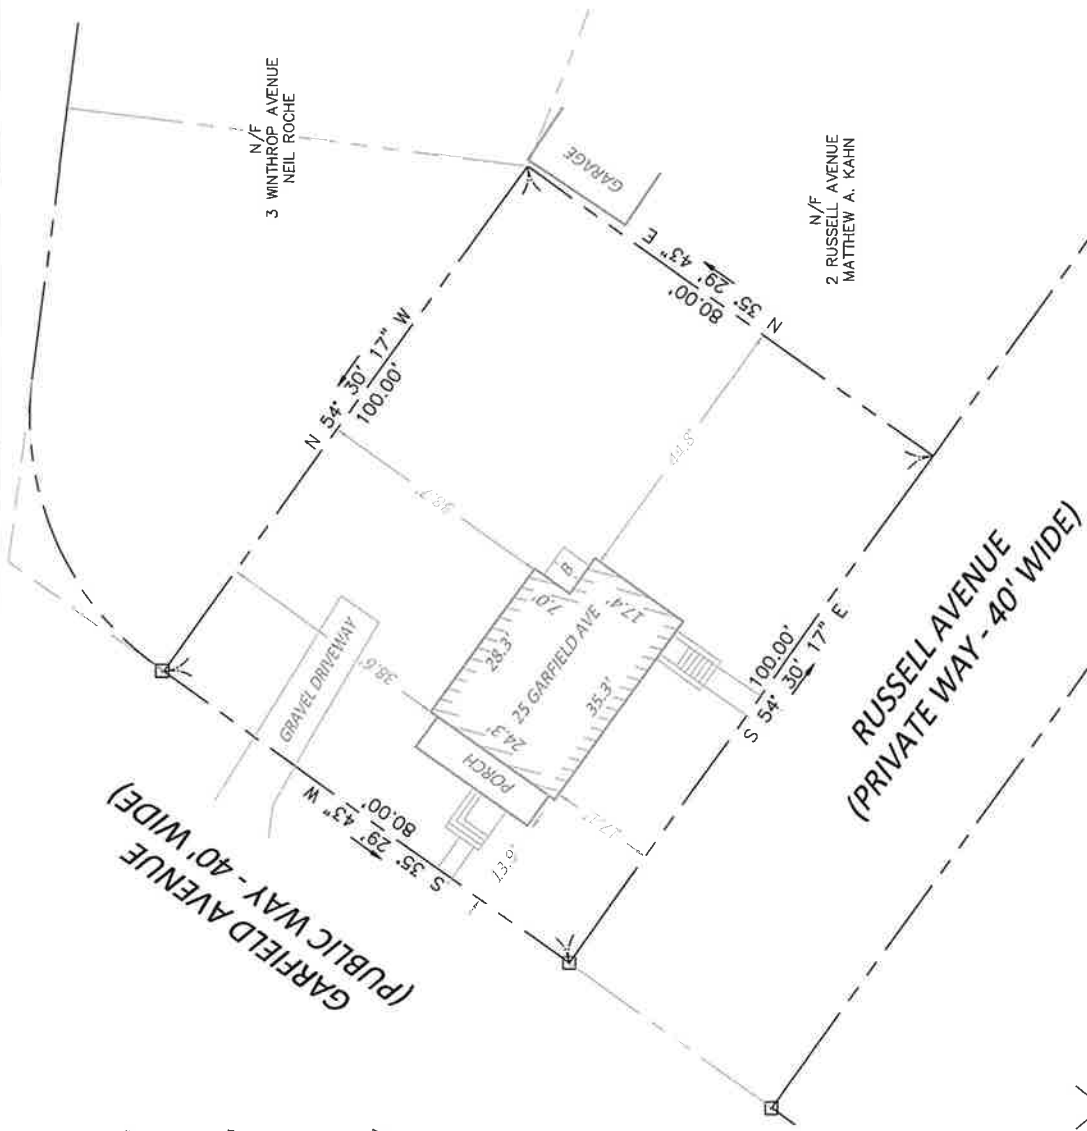 N/F
3 WINTHROP AVENUE
NEIL ROCHE
GARAGE
N/F
2 RUSSELL AVENUE
MATTHEW A. KAHN
N 54° 30' 17" W
100.00'
N 35° 29' 43" E
80.00'
44.8'
GRAVEL DRIVEWAY
38.6'
B
7.0'
28.3'
17.4'
25 GARFIELD AVE
24.3'
35.3'
PORCH
S 35° 29' 43" W
80.00'
13.9'
100.00'
S 54° 30' 17" E
GARFIELD AVENUE
(PUBLIC WAY - 40' WIDE)
RUSSELL AVENUE
(PRIVATE WAY - 40' WIDE)